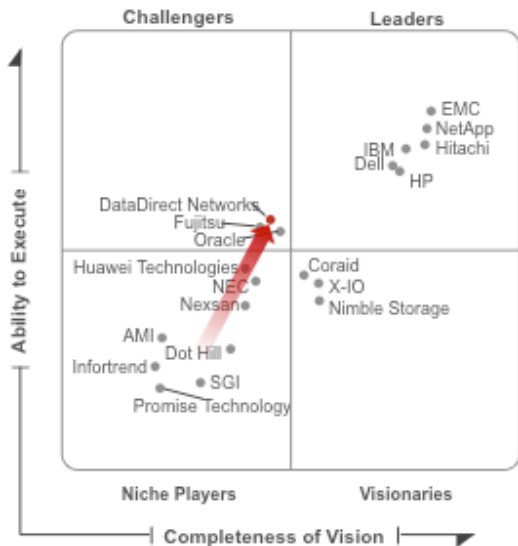 Challengers
Leaders
EMC
NetApp
IBM
Hitachi
Dell
HP
DataDirect Networks
Fujitsu
Oracle
Huawei Technologies
Coraid
NEC
X-IO
Nexsan
Nimble Storage
AMI
Dot Hill
Infortrend
SGI
Promise Technology
Niche Players
Visionaries
Ability to Execute
Completeness of Vision